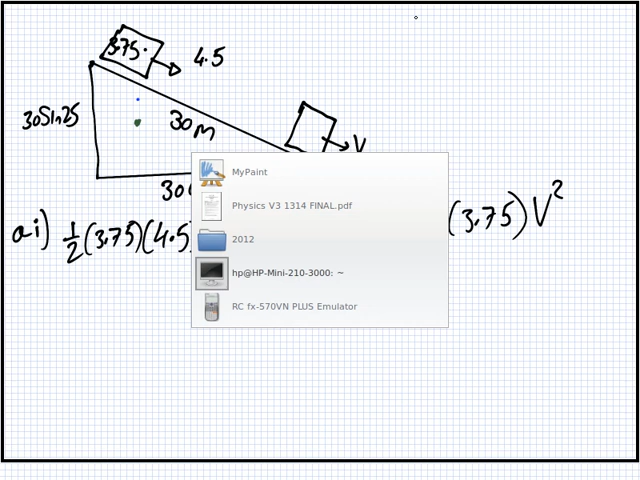 3.75
4.5
30Sin25
30m
V
30
ai) 1/2 (3.75)(4.5) (3.75) V²
MyPaint
Physics V3 1314 FINAL.pdf
2012
hp@HP-Mini-210-3000: ~
RC fx-570VN PLUS Emulator